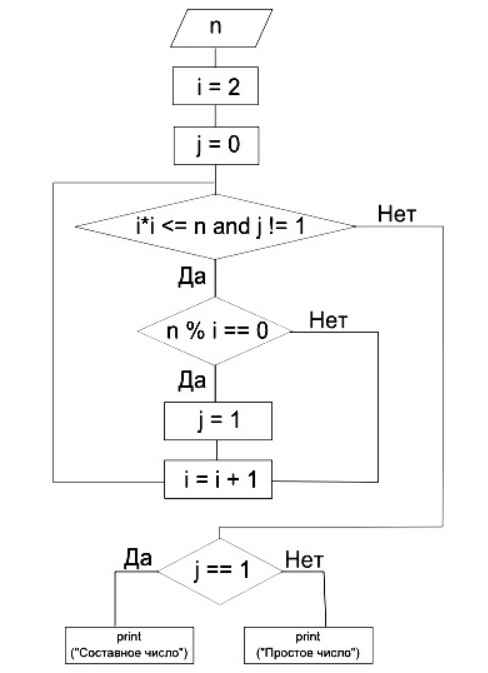 n
i = 2
j = 0
i*i <= n and j != 1
Нет
Да
n % i == 0
Нет
Да
j = 1
i = i + 1
Да
j == 1
Нет
print
("Составное число")
print
("Простое число")